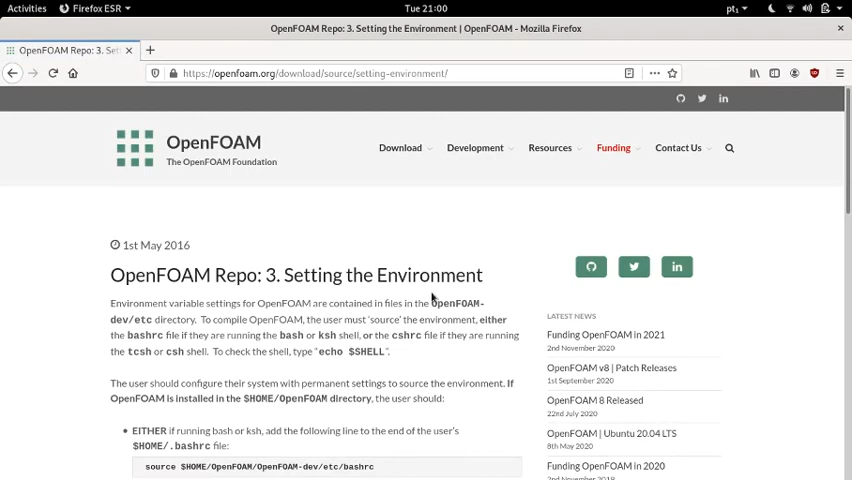 Activities Firefox ESR Tue 21:00 pt1
OpenFOAM Repo: 3. Setting the Environment | OpenFOAM - Mozilla Firefox
OpenFOAM Repo: 3. Set
https://openfoam.org/download/source/setting-environment/
OpenFOAM
The OpenFOAM Foundation
Download Development Resources Funding Contact Us
1st May 2016
OpenFOAM Repo: 3. Setting the Environment
Environment variable settings for OpenFOAM are contained in files in the OpenFOAM-
dev/etc directory. To compile OpenFOAM, the user must ‘source’ the environment, either
the bashrc file if they are running the bash or ksh shell, or the cshrc file if they are running
the tcsh or csh shell. To check the shell, type “echo $SHELL”.
The user should configure their system with permanent settings to source the environment. If
OpenFOAM is installed in the $HOME/OpenFOAM directory, the user should:
• EITHER if running bash or ksh, add the following line to the end of the user’s
$HOME/.bashrc file:
source $HOME/OpenFOAM/OpenFOAM-dev/etc/bashrc
LATEST NEWS
Funding OpenFOAM in 2021
2nd November 2020
OpenFOAM v8 | Patch Releases
1st September 2020
OpenFOAM 8 Released
22nd July 2020
OpenFOAM | Ubuntu 20.04 LTS
8th May 2020
Funding OpenFOAM in 2020